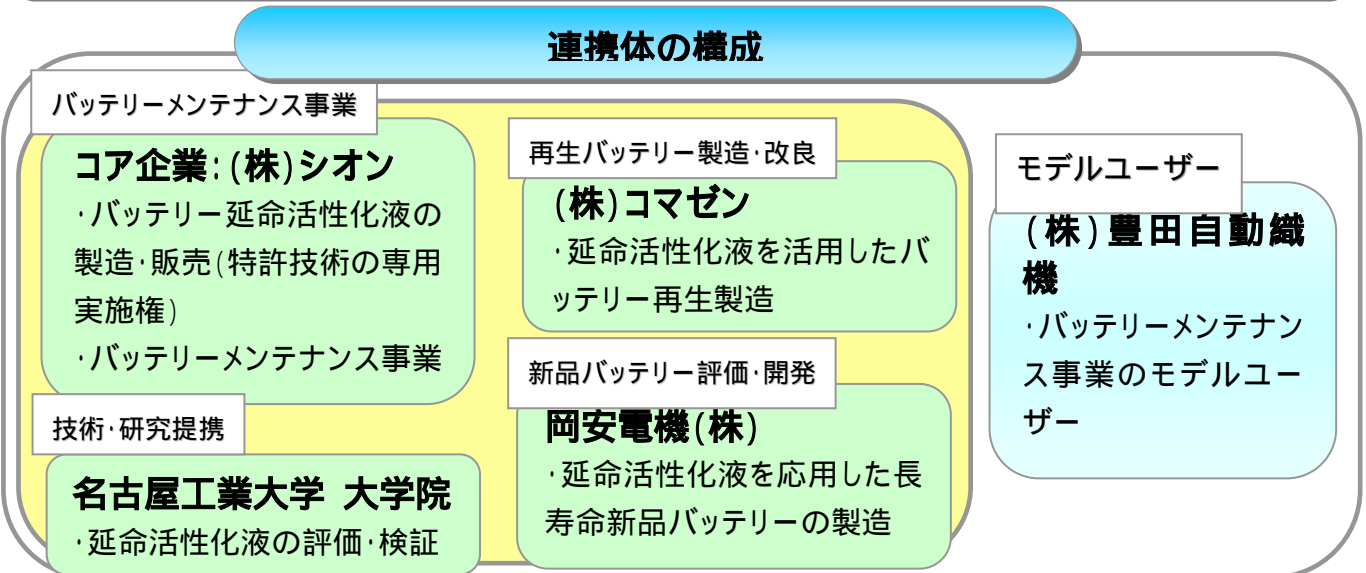 連携体の構成
バッテリーメンテナンス事業
コア企業:(株)シオン
・バッテリー延命活性化液の
製造・販売(特許技術の専用
実施権)
・バッテリーメンテナンス事業
技術・研究提携
名古屋工業大学 大学院
・延命活性化液の評価・検証
再生バッテリー製造・改良
(株)コマゼン
・延命活性化液を活用したバ
ッテリー再生製造
新品バッテリー評価・開発
岡安電機(株)
・延命活性化液を応用した長
寿命新品バッテリーの製造
モデルユーザー
(株)豊田自動織
機
・バッテリーメンテナン
ス事業のモデルユー
ザー